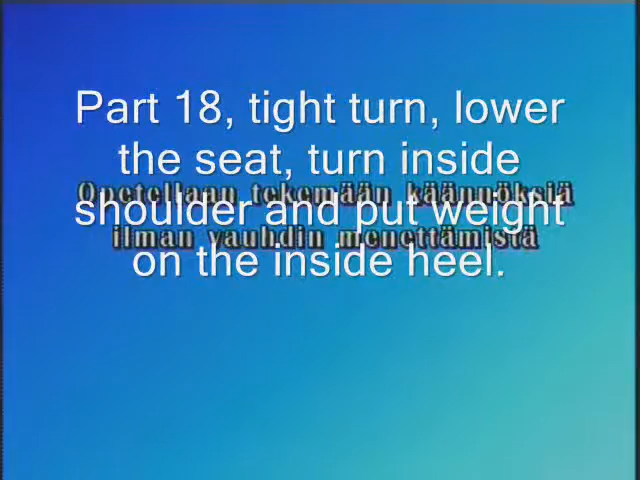 Part 18, tight turn, lower
the seat, turn inside
Opetellaan tekemään käännöksiä
shoulder and put weight
ilman vauhdin menettämistä
on the inside heel.